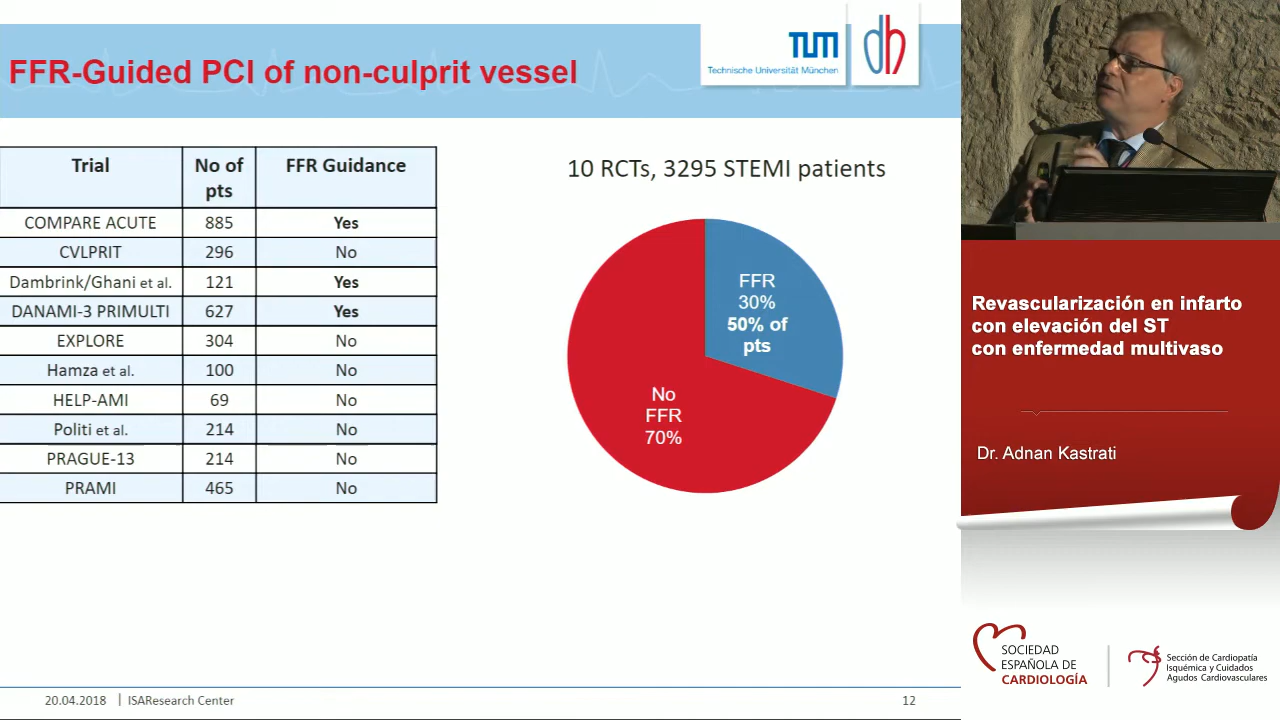 FFR-Guided PCI of non-culprit vessel
TUM
Technische Universität München
dh
Trial No of pts FFR Guidance
COMPARE ACUTE 885 Yes
CVLPRIT 296 No
Dambrink/Ghani et al. 121 Yes
DANAMI-3 PRIMULTI 627 Yes
EXPLORE 304 No
Hamza et al. 100 No
HELP-AMI 69 No
Politi et al. 214 No
PRAGUE-13 214 No
PRAMI 465 No
10 RCTs, 3295 STEMI patients
FFR
30%
50% of
pts
No
FFR
70%
20.04.2018 | ISAResearch Center
12
Revascularización en infarto
con elevación del ST
con enfermedad multivaso
Dr. Adnan Kastrati
SOCIEDAD
ESPAÑOLA DE
CARDIOLOGÍA
Sección de Cardiopatía
Isquémica y Cuidados
Agudos Cardiovasculares